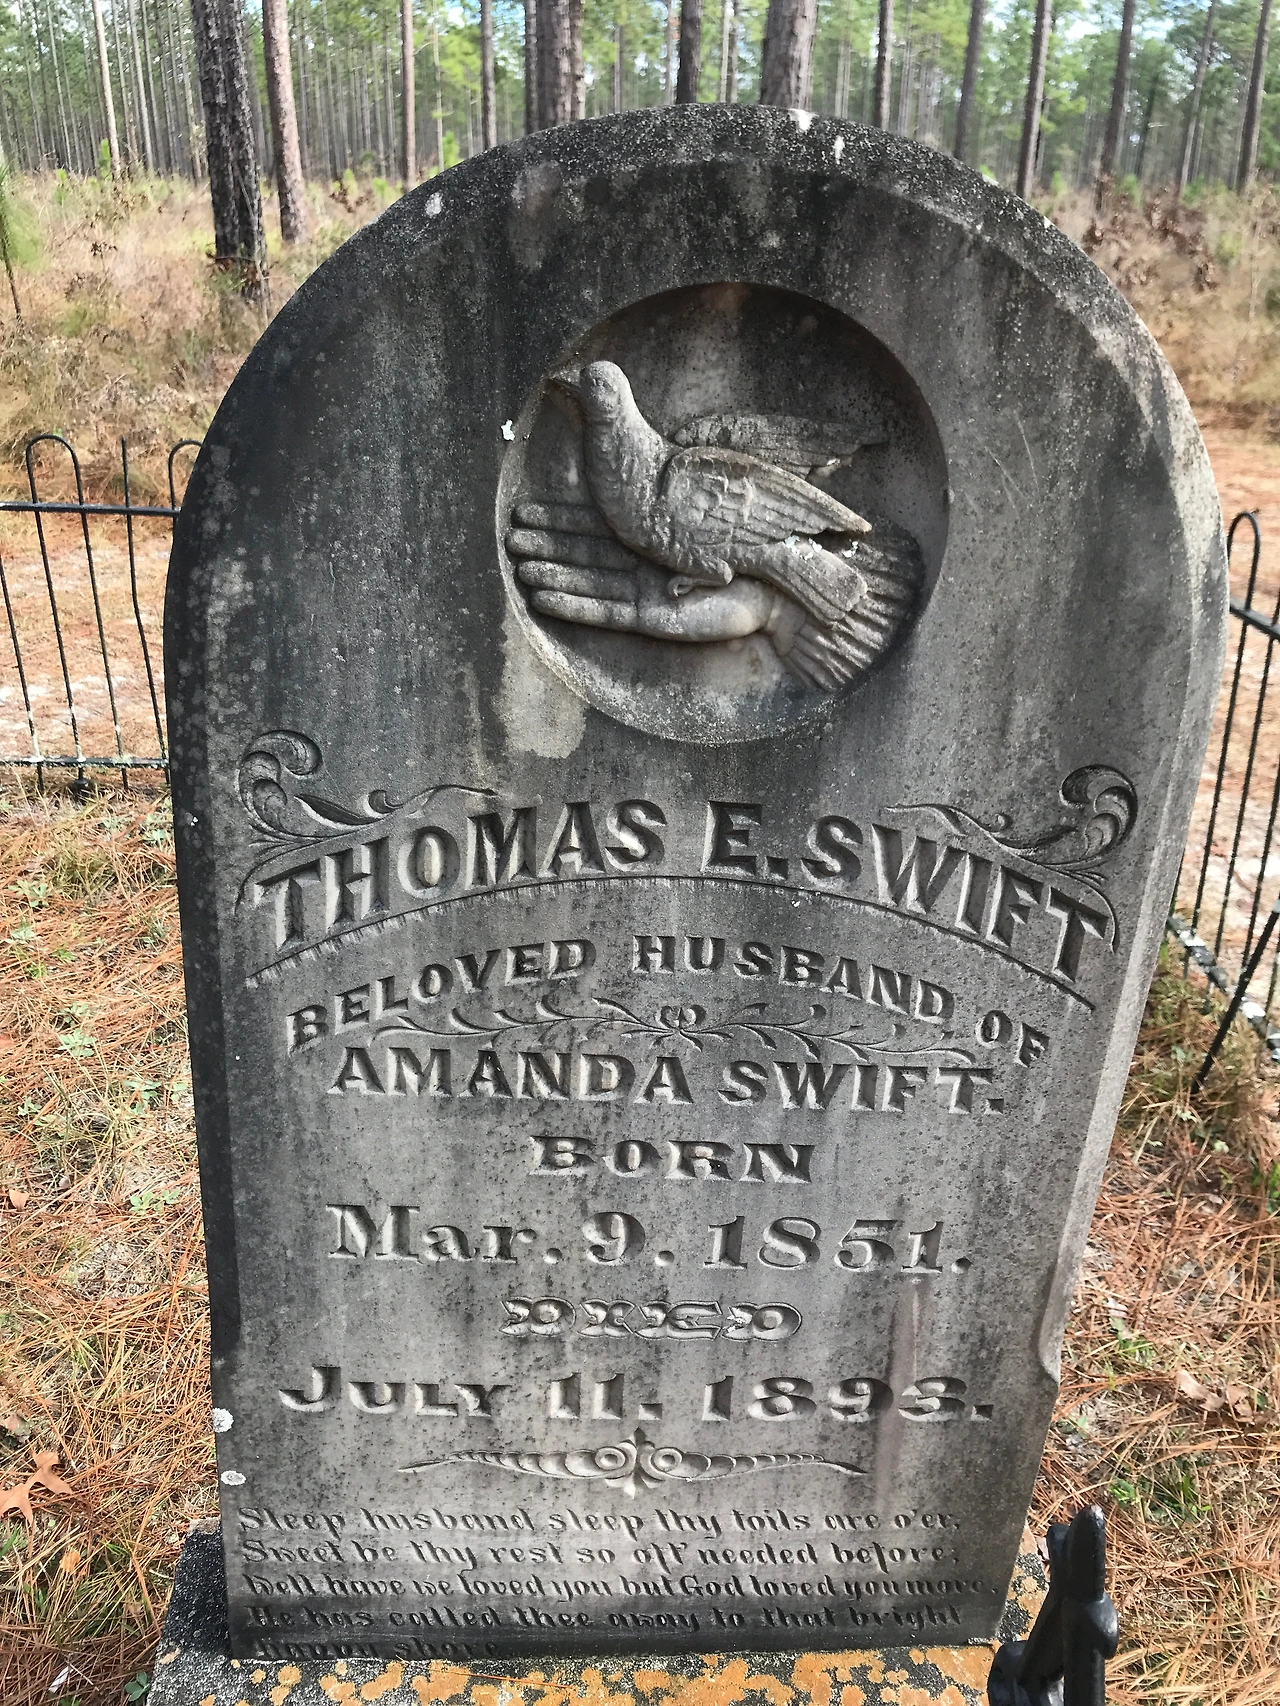 THOMAS E. SWIFT
BELOVED HUSBAND OF
AMANDA SWIFT.
BORN
Mar. 9. 1851.
DIED
JULY 11. 1893.
Sleep husband sleep thy toils are o'er,
Sweet be thy rest so oft' needed before,
Well have we loved you but God loved you more,
He has called thee away to that bright
happy shore